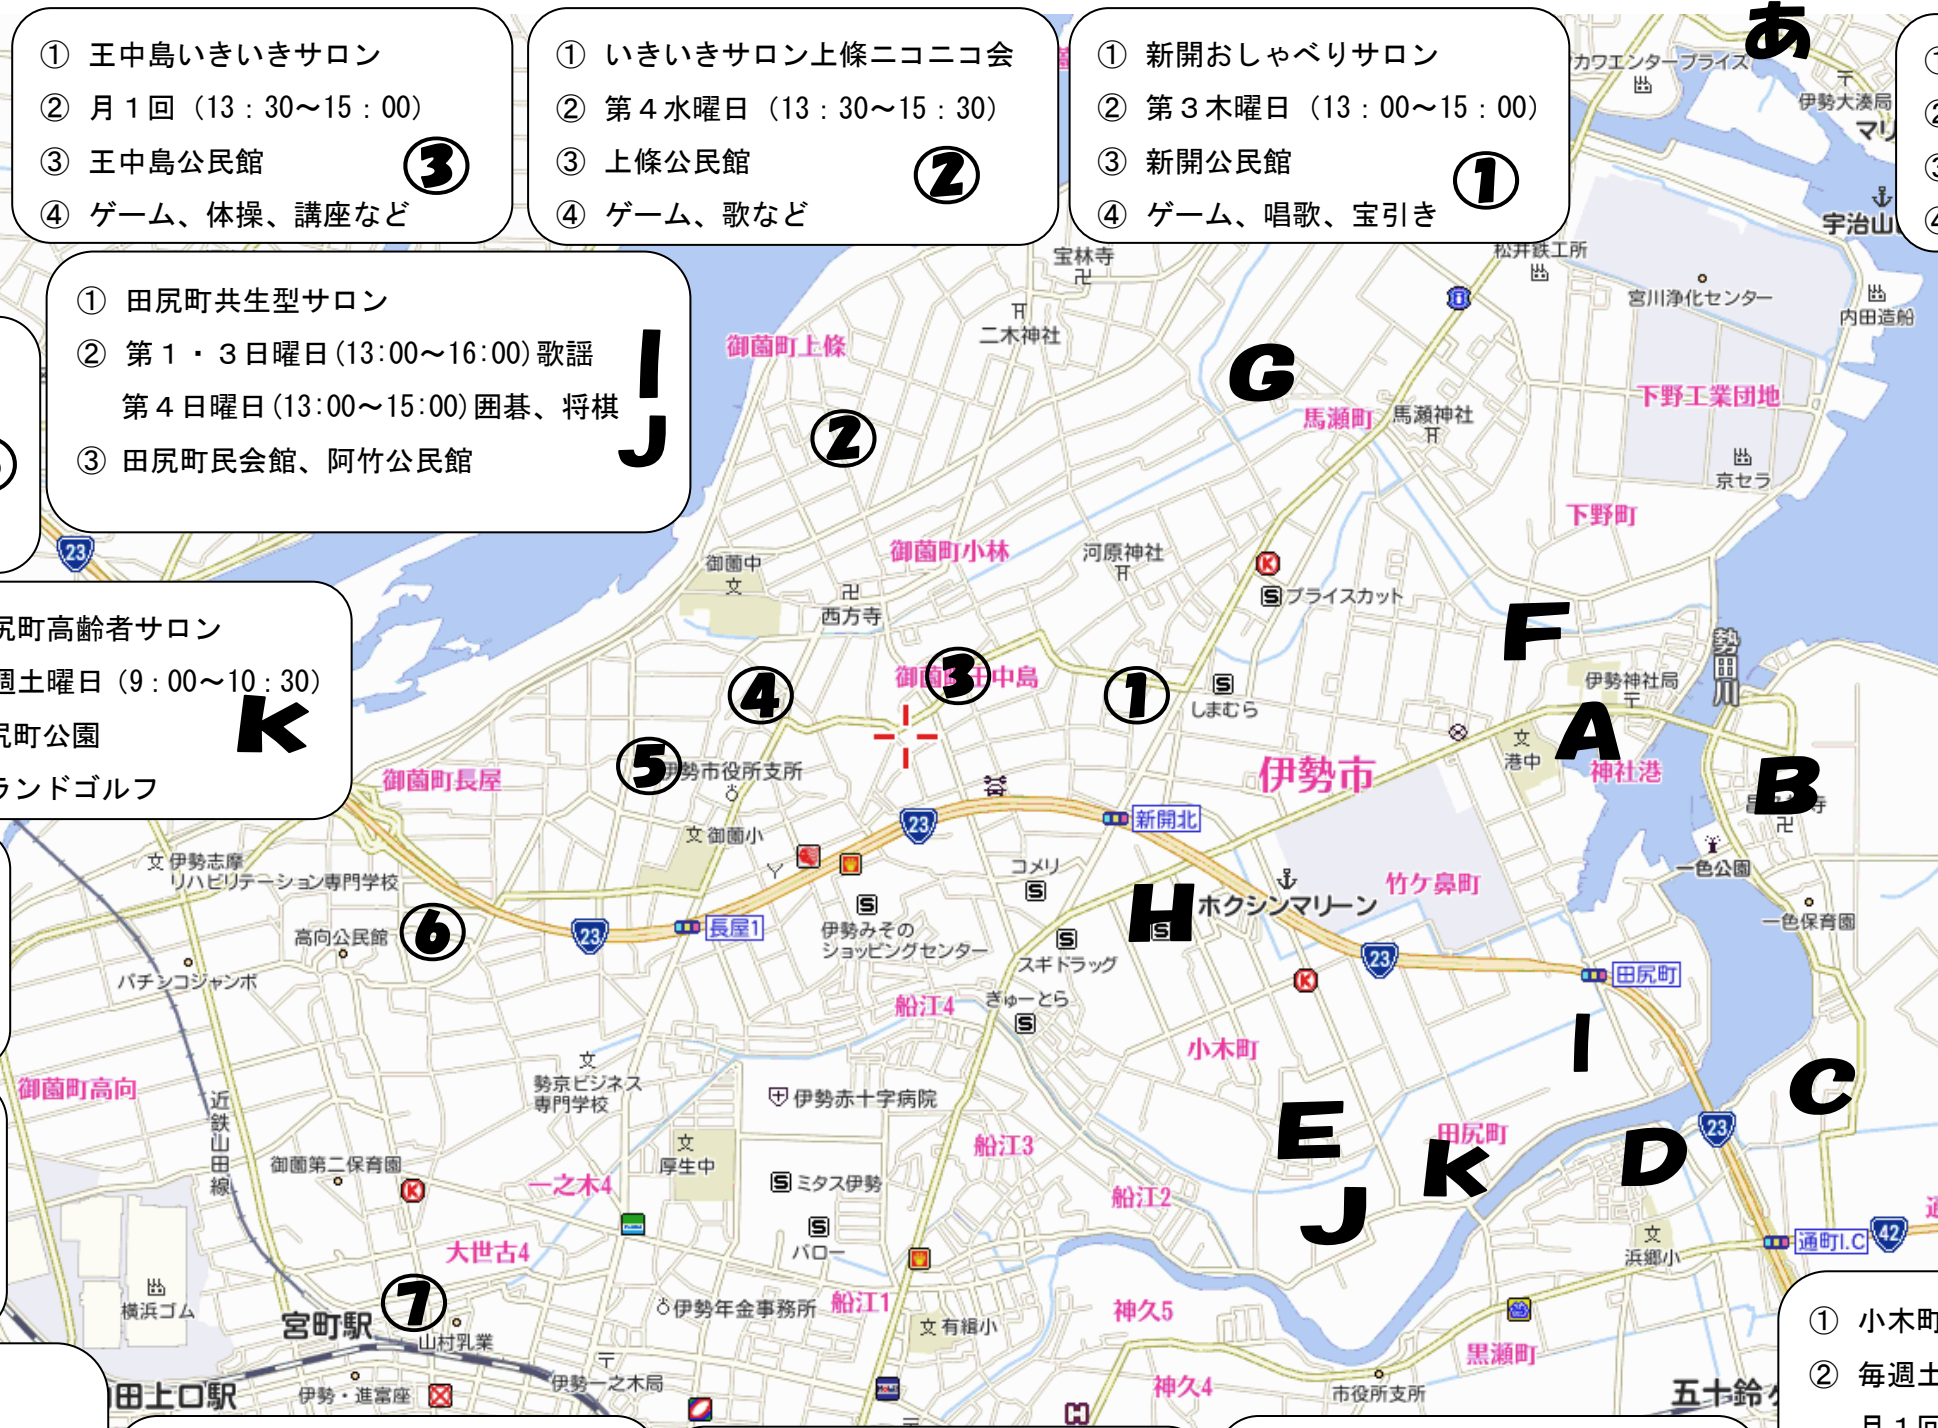 ① 王中島いきいきサロン
② 月1回（13：30～15：00）
③ 王中島公民館
④ ゲーム、体操、講座など
③
① いきいきサロン上條ニコニコ会
② 第4水曜日（13：30～15：30）
③ 上條公民館
④ ゲーム、歌など
②
① 新開おしゃべりサロン
② 第3木曜日（13：00～15：00）
③ 新開公民館
④ ゲーム、唱歌、宝引き
①
あ
カワエンタープライズ
伊勢大湊局
マリ
宇治山
① 田尻町共生型サロン
② 第1・3日曜日(13:00～16:00)歌謡
第4日曜日(13:00～15:00)囲碁、将棋
③ 田尻町民会館、阿竹公民館
I
J
宝林寺
二木神社
松井鉄工所
宮川浄化センター
内田造船
御薗町上條
G
馬瀬町
馬瀬神社
下野工業団地
②
京セラ
下野町
23
御薗中
御薗町小林
河原神社
西方寺
K
S プライスカット
尻町高齢者サロン
週土曜日（9：00～10：30）
尻町公園
ランドゴルフ
K
F
勢田川
④
③
①
S
しまむら
伊勢神社局
A
港中
神社港
⑤
伊勢市役所支所
御薗町長屋
伊勢市
B
23
新開北
御薗小
伊勢志摩
リハビリテーション専門学校
コメリ
S
一色公園
竹ケ鼻町
H
ホクシンマリーン
S
一色保育園
⑥
高向公民館
23
長屋1
S
伊勢みその
ショッピングセンター
S
スギドラッグ
23
田尻町
パチンコジャンボ
K
船江4
ぎゅーとら
S
小木町
I
御薗町高向
近鉄山田線
勢京ビジネス
専門学校
伊勢赤十字病院
C
E
田尻町
23
船江3
厚生中
D
K
御薗第二保育園
K
一之木4
S ミタス伊勢
船江2
J
S
バロー
浜郷小
通町I.C
42
大世古4
横浜ゴム
⑦
宮町駅
山村乳業
伊勢年金事務所
船江1
有緝小
神久5
黒瀬町
① 小木町
② 毎週土
月1回
田上口駅
伊勢・進富座
伊勢一之木局
神久4
市役所支所
五十鈴